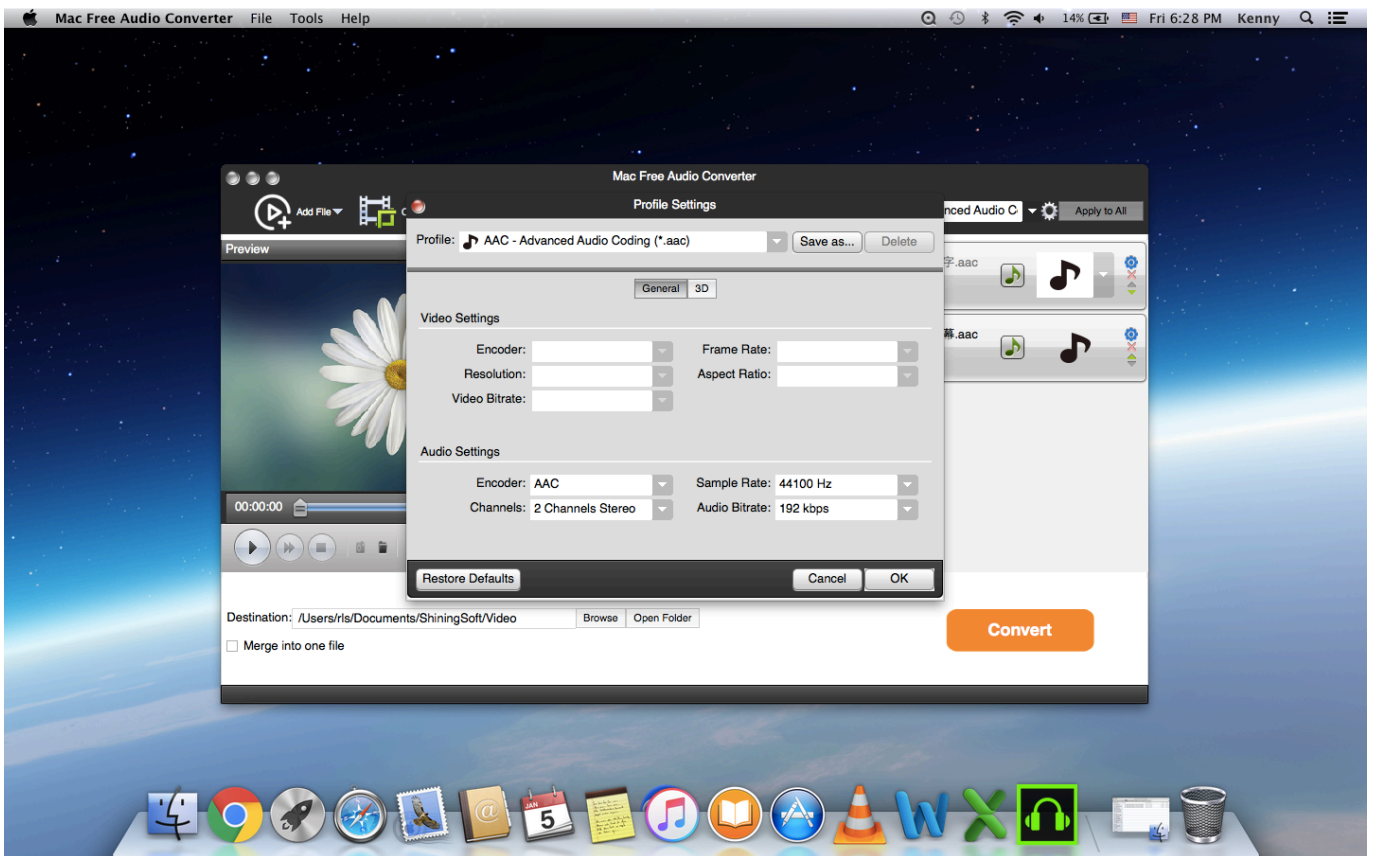 Mac Free Audio Converter File Tools Help 14% Fri 6:28 PM Kenny
Mac Free Audio Converter
Add File
Profile Settings
nced Audio C
Apply to All
Profile: AAC - Advanced Audio Coding (*.aac) Save as... Delete
Preview
General 3D
字.aac
Video Settings
Encoder: Frame Rate:
Resolution: Aspect Ratio:
Video Bitrate:
幕.aac
Audio Settings
Encoder: AAC Sample Rate: 44100 Hz
Channels: 2 Channels Stereo Audio Bitrate: 192 kbps
00:00:00
Restore Defaults Cancel OK
Destination: /Users/rls/Documents/ShiningSoft/Video Browse Open Folder
Convert
Merge into one file
JAN
5